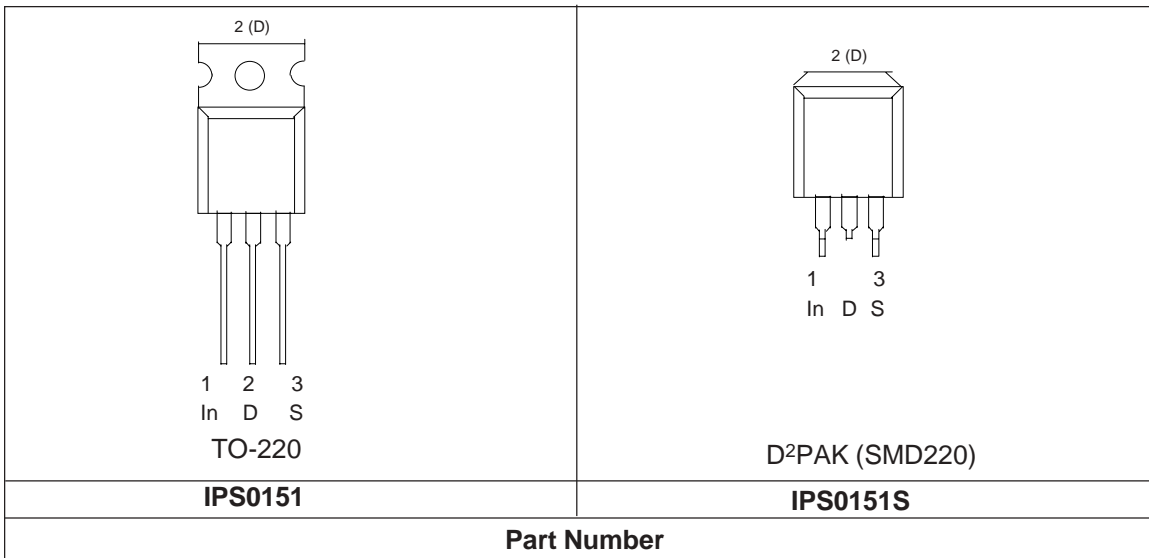 2 (D)
1 2 3
In D S
TO-220
IPS0151
2 (D)
1 3
In D S
D²PAK (SMD220)
IPS0151S
Part Number